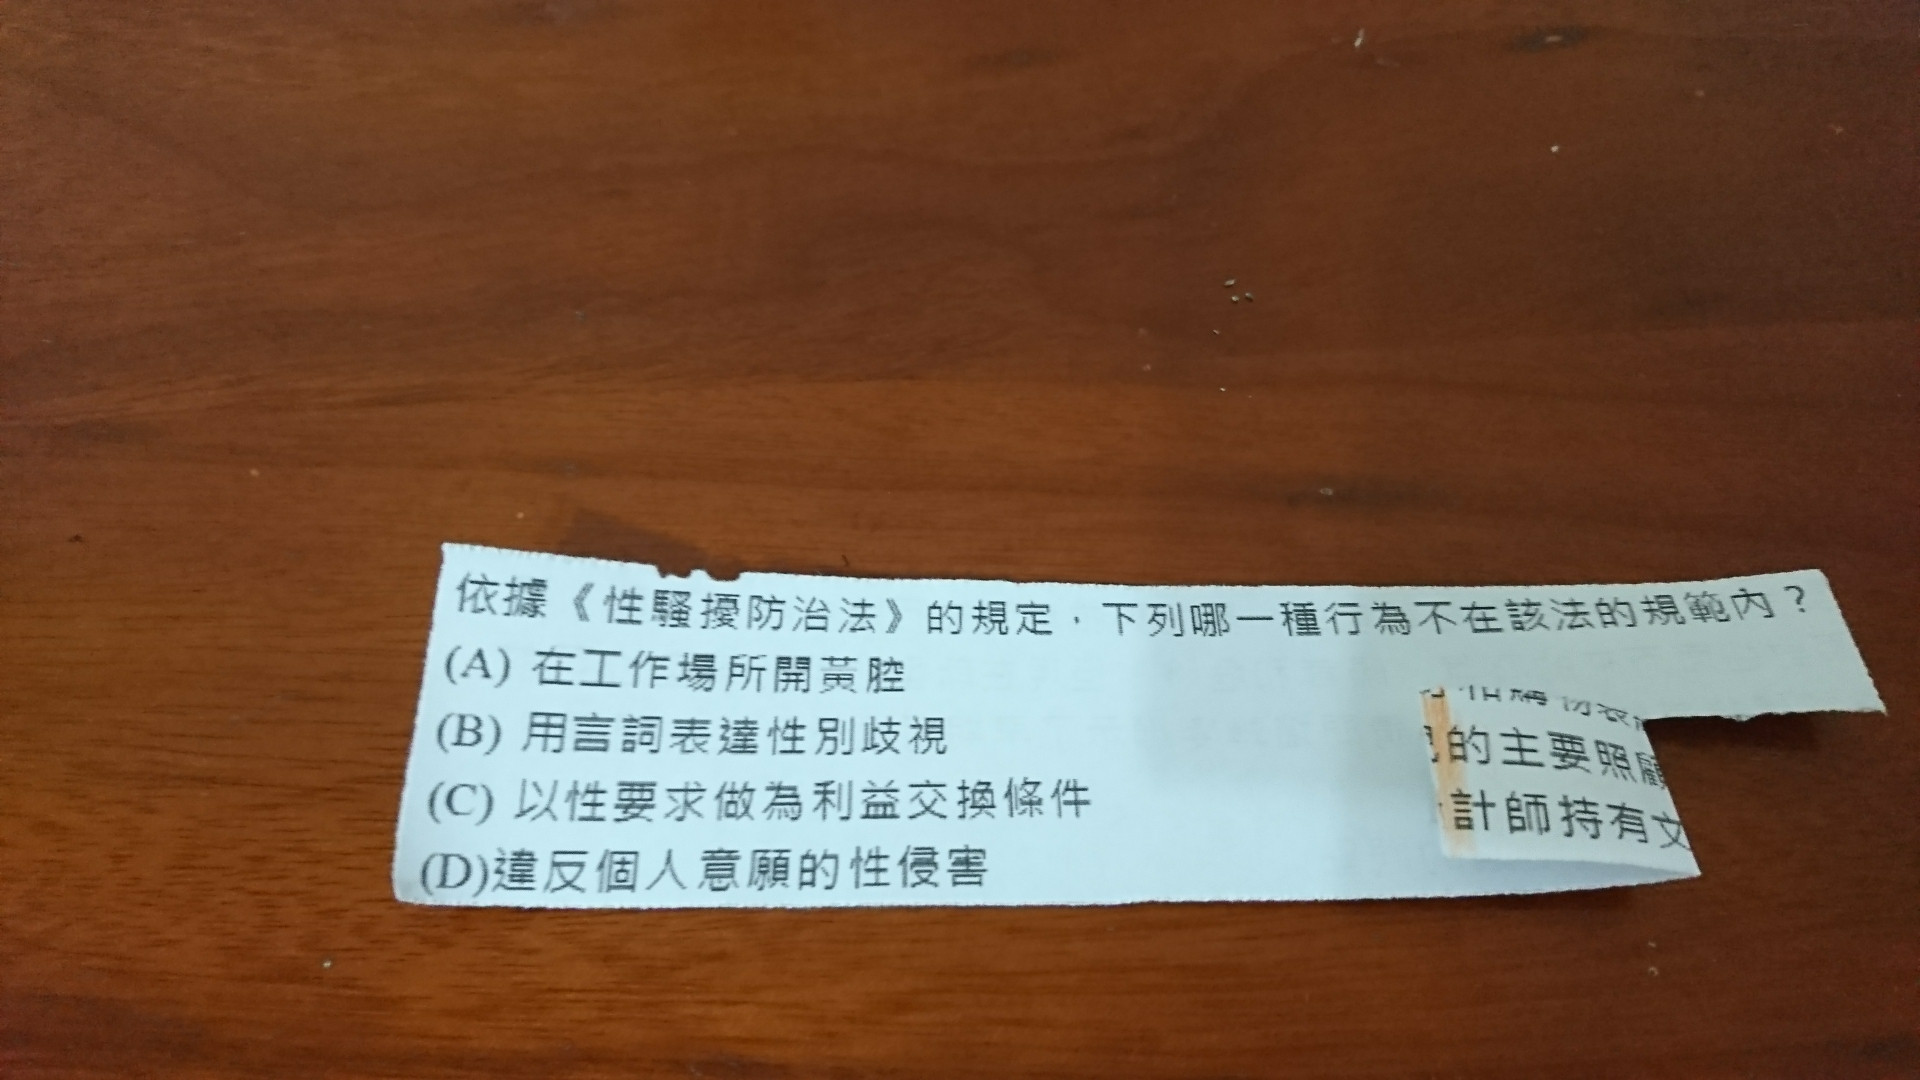 依據《性騷擾防治法》的規定，下列哪一種行為不在該法的規範內？
(A) 在工作場所開黃腔
(B) 用言詞表達性別歧視
(C) 以性要求做為利益交換條件
(D)違反個人意願的性侵害
的主要照顧
計師持有文